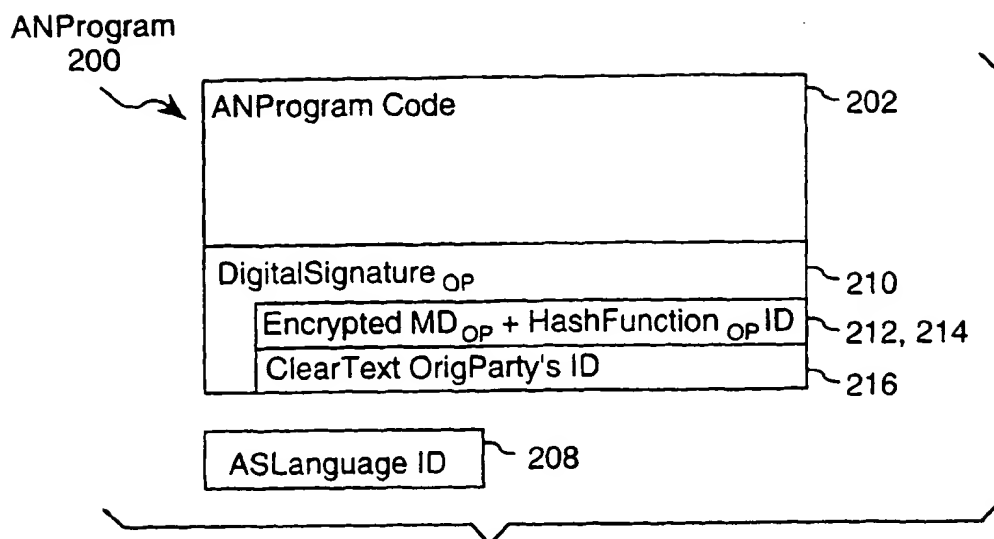 ANProgram
200
ANProgram Code
202
DigitalSignature OP
210
Encrypted MD OP + HashFunction OP ID
212, 214
ClearText OrigParty's ID
216
ASLanguage ID
208